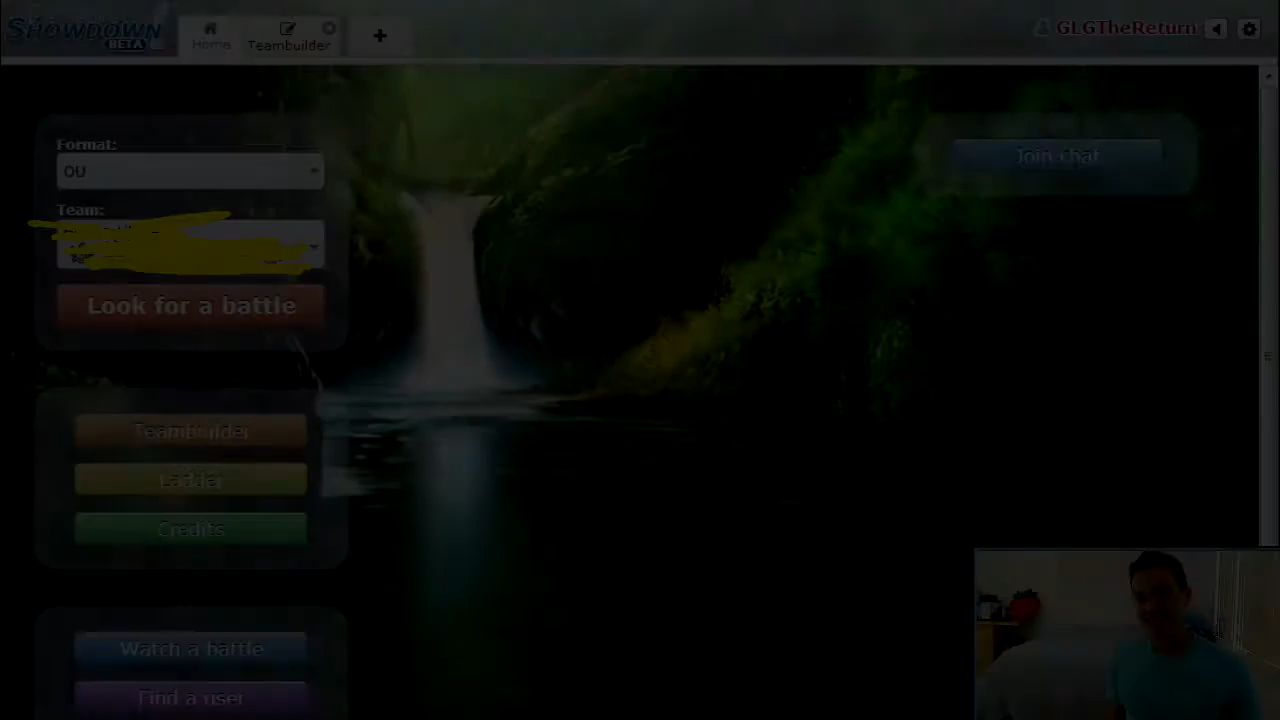 SHOWDOWN
BETA
Home
Teambuilder
GLGTheReturn
Format:
OU
Team:
Look for a battle
Teambuilder
Ladder
Credits
Watch a battle
Find a user
Join chat